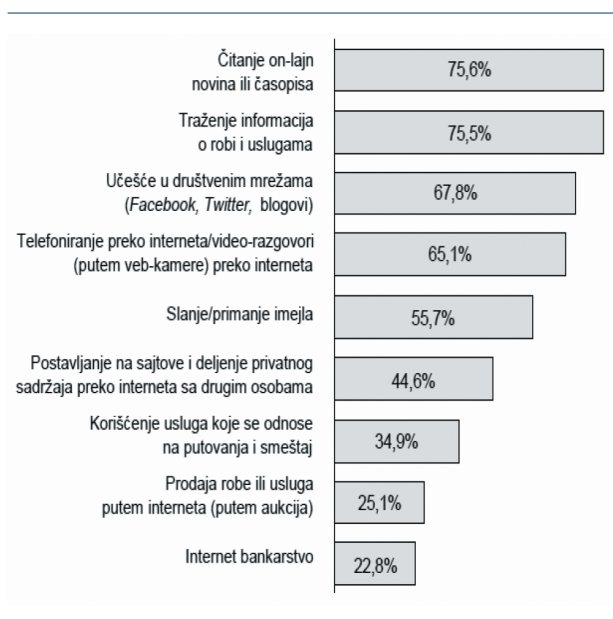 Čitanje on-lajn
novina ili časopisa
75,6%
Traženje informacija
o robi i uslugama
75,5%
Učešće u društvenim mrežama
(Facebook, Twitter, blogovi)
67,8%
Telefoniranje preko interneta/video-razgovori
(putem veb-kamere) preko interneta
65,1%
Slanje/primanje imejla
55,7%
Postavljanje na sajtove i deljenje privatnog
sadržaja preko interneta sa drugim osobama
44,6%
Korišćenje usluga koje se odnose
na putovanja i smeštaj
34,9%
Prodaja robe ili usluga
putem interneta (putem aukcija)
25,1%
Internet bankarstvo
22,8%